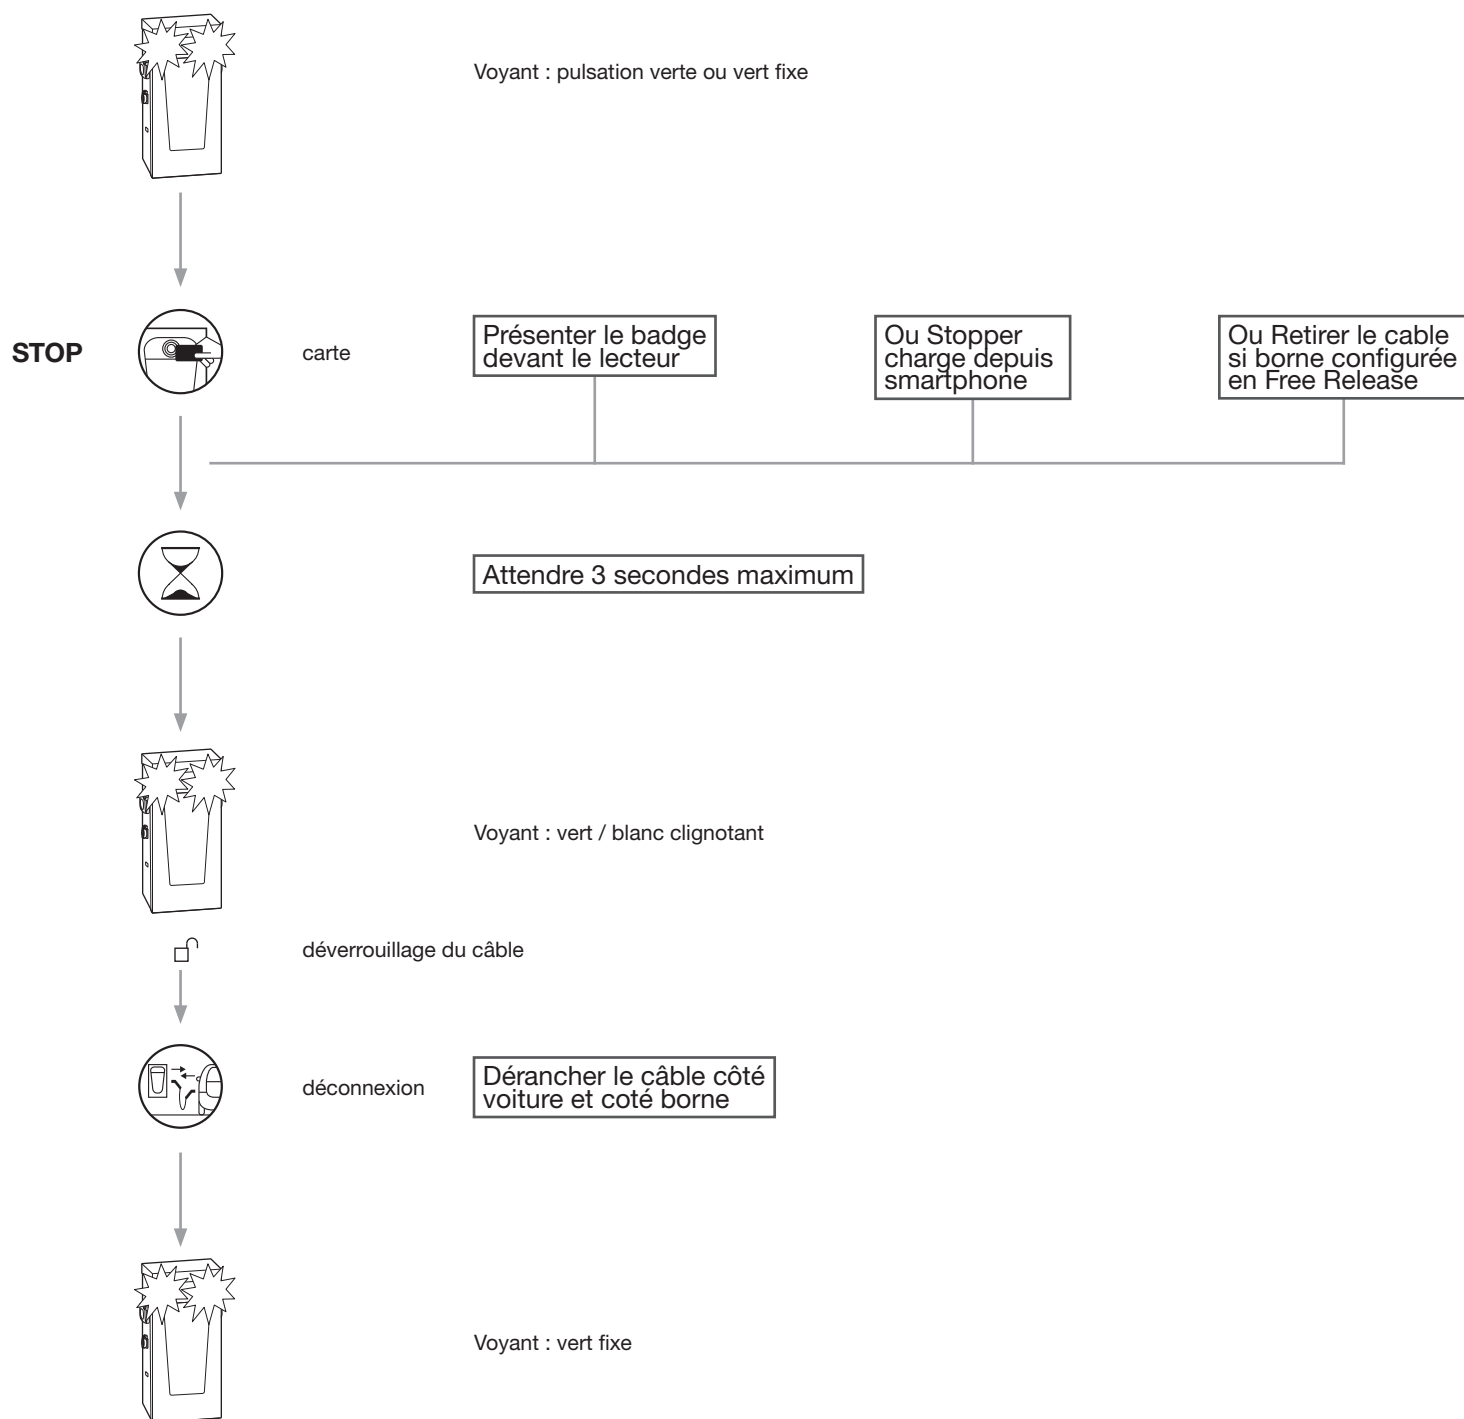 Voyant : pulsation verte ou vert fixe
STOP
carte
Présenter le badge
devant le lecteur
Ou Stopper
charge depuis
smartphone
Ou Retirer le cable
si borne configurée
en Free Release
Attendre 3 secondes maximum
Voyant : vert / blanc clignotant
déverrouillage du câble
déconnexion
Dérancher le câble côté
voiture et coté borne
Voyant : vert fixe